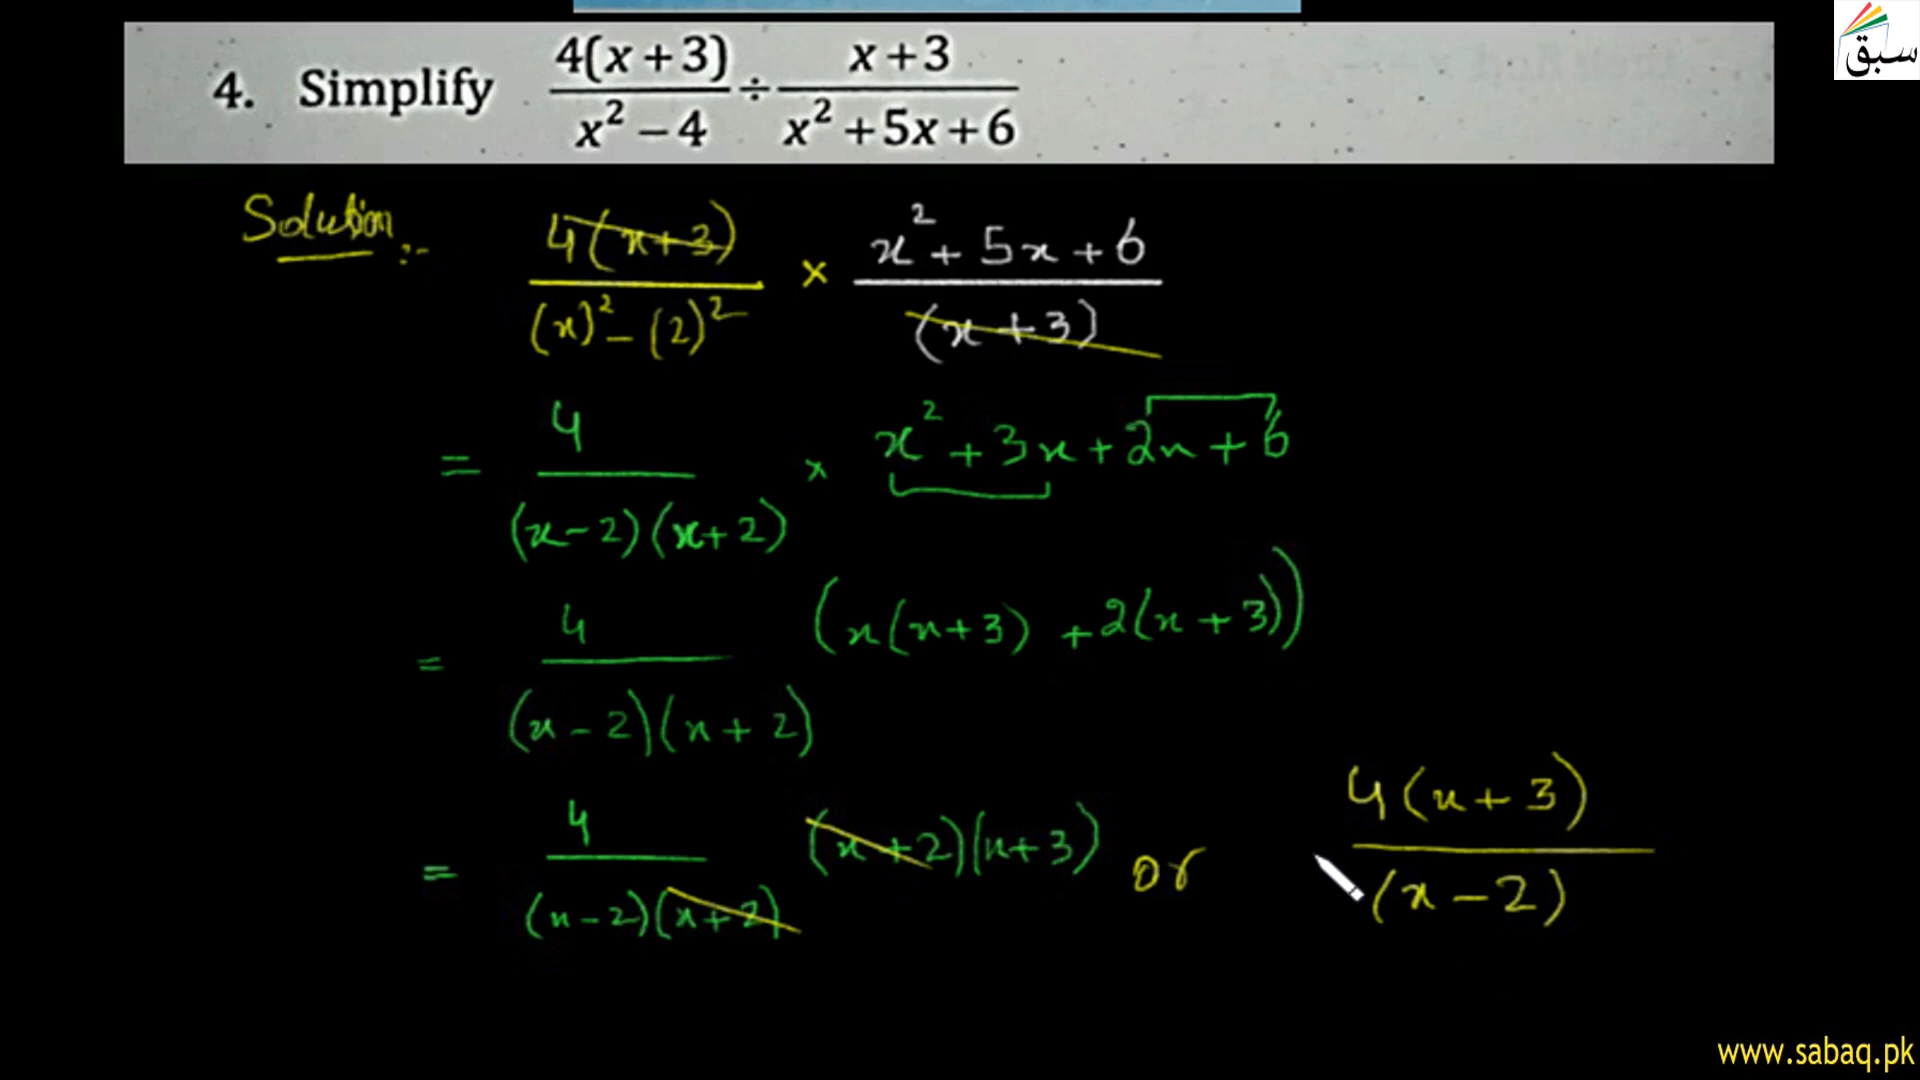 سبق
4. Simplify 4(x+3)/(x² − 4) ÷ (x+3)/(x² + 5x + 6)
Solution :-
4(x+3)/((x)² − (2)²) × (x² + 5x + 6)/(x+3)
= 4/((x−2)(x+2)) × x² + 3x + 2x + 6
= 4/((x−2)(x+2)) (x(x+3) + 2(x+3))
= 4/((x−2)(x+2)) (x+2)(x+3) or 4(x+3)/(x−2)
www.sabaq.pk